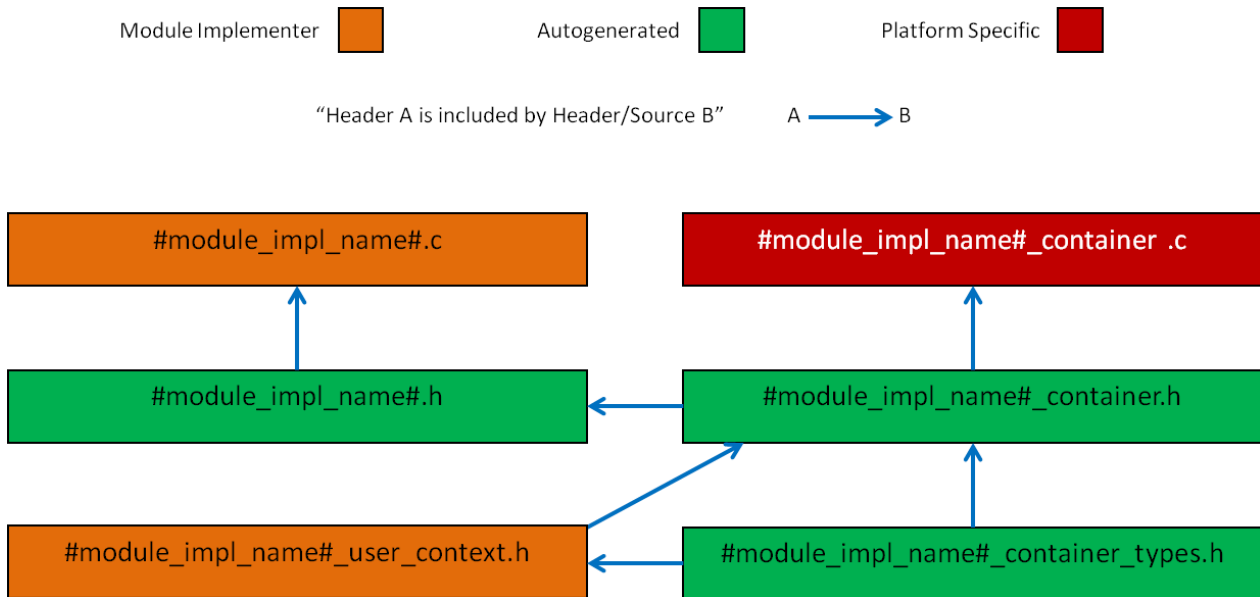 Module Implementer
Autogenerated
Platform Specific
“Header A is included by Header/Source B”
A
B
#module_impl_name#.c
#module_impl_name#_container .c
#module_impl_name#.h
#module_impl_name#_container.h
#module_impl_name#_user_context.h
#module_impl_name#_container_types.h